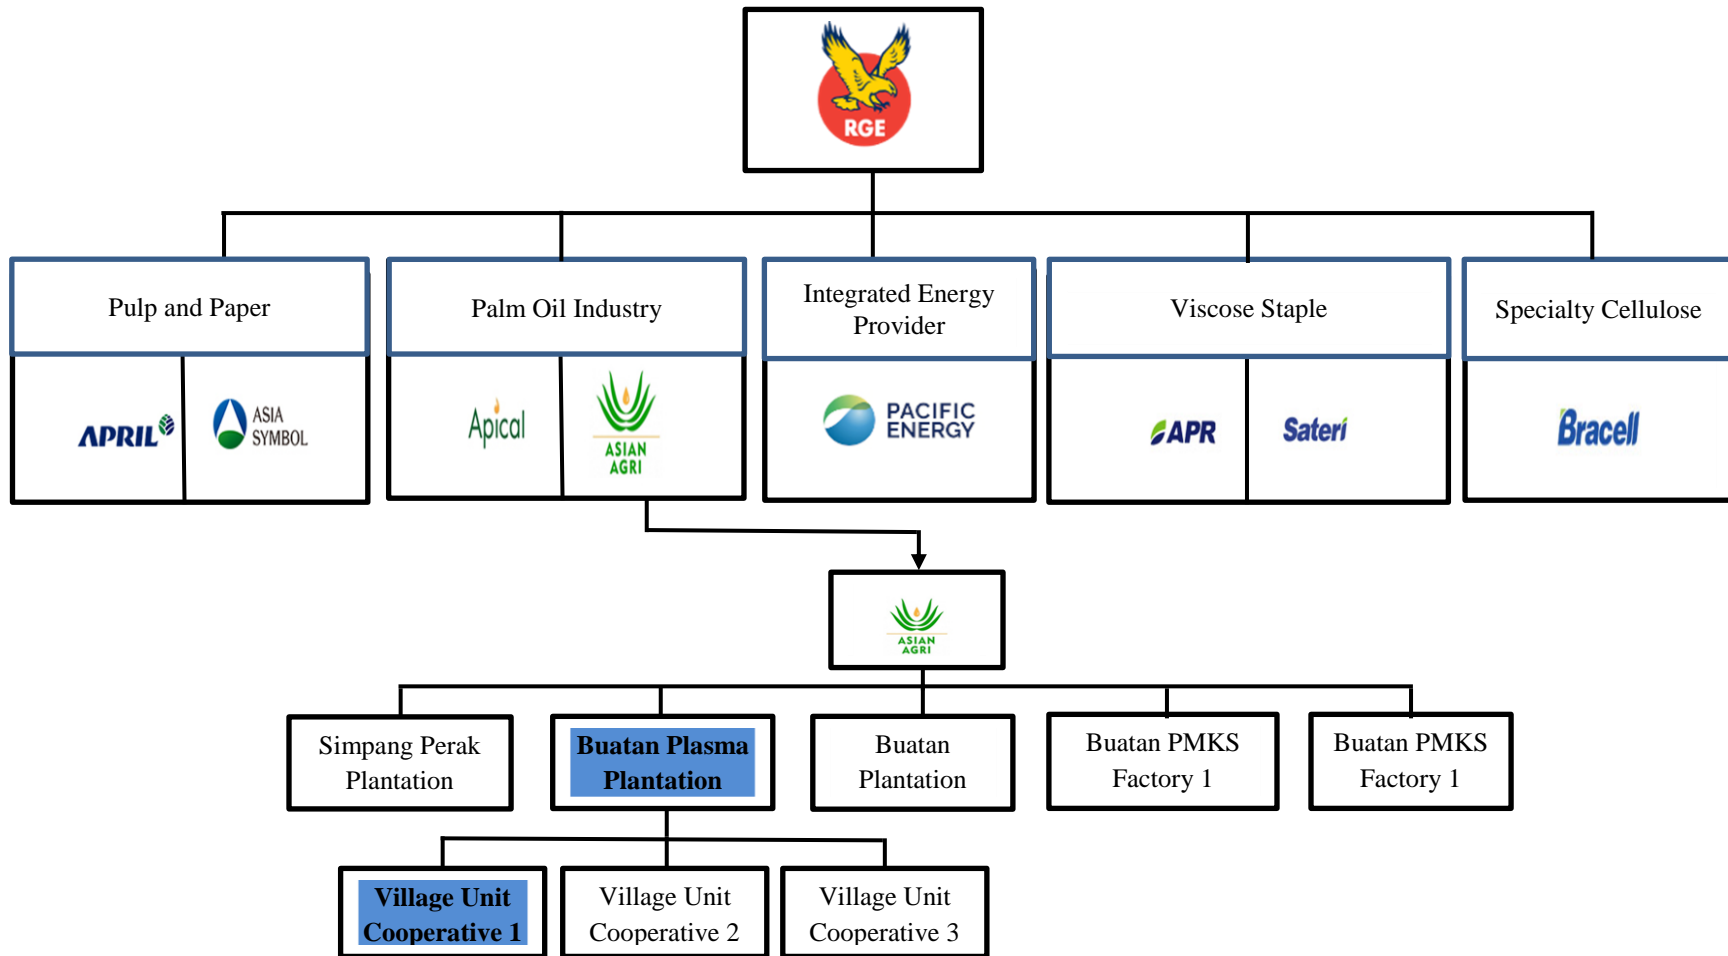 RGE
Pulp and Paper
Palm Oil Industry
Integrated Energy
Provider
Viscose Staple
Specialty Cellulose
APRIL
ASIA
SYMBOL
Apical
ASIAN
AGRI
PACIFIC
ENERGY
APR
Sateri
Bracell
ASIAN
AGRI
Simpang Perak
Plantation
Buatan Plasma
Plantation
Buatan
Plantation
Buatan PMKS
Factory 1
Buatan PMKS
Factory 1
Village Unit
Cooperative 1
Village Unit
Cooperative 2
Village Unit
Cooperative 3